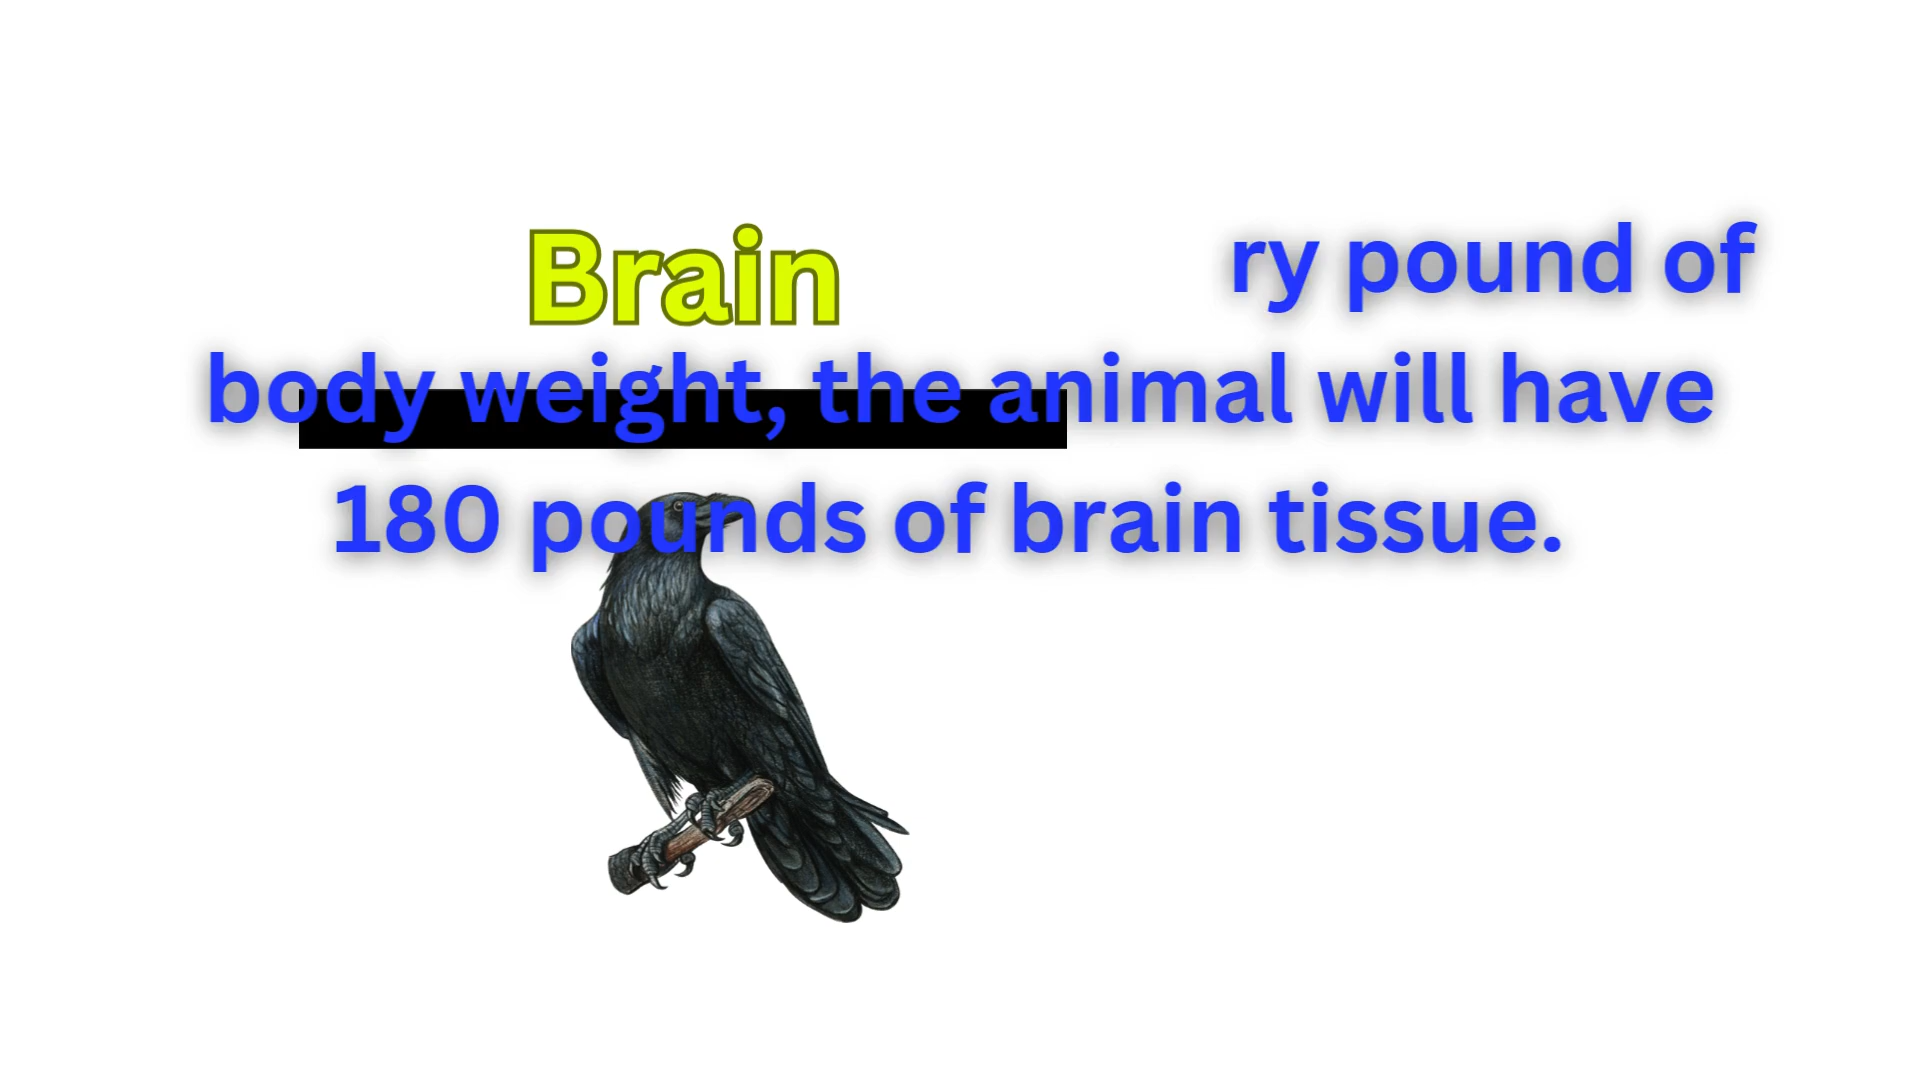 Brain
ry pound of
body weight, the animal will have
180 pounds of brain tissue.